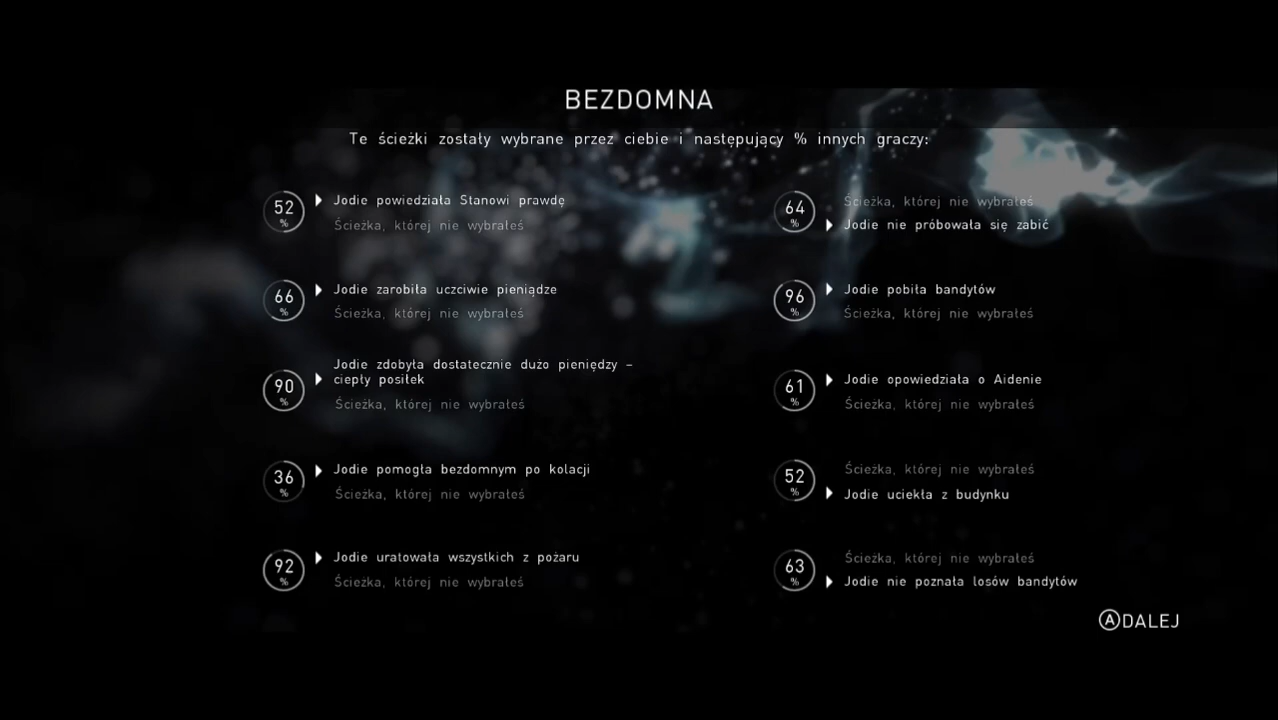 BEZDOMNA
Te ścieżki zostały wybrane przez ciebie i następujący % innych graczy:
52 %
Jodie powiedziała Stanowi prawdę
Ścieżka, której nie wybrałeś
66 %
Jodie zarobiła uczciwie pieniądze
Ścieżka, której nie wybrałeś
90 %
Jodie zdobyła dostatecznie dużo pieniędzy –
ciepły posiłek
Ścieżka, której nie wybrałeś
36 %
Jodie pomogła bezdomnym po kolacji
Ścieżka, której nie wybrałeś
92 %
Jodie uratowała wszystkich z pożaru
Ścieżka, której nie wybrałeś
64 %
Ścieżka, której nie wybrałeś
Jodie nie próbowała się zabić
96 %
Jodie pobiła bandytów
Ścieżka, której nie wybrałeś
61 %
Jodie opowiedziała o Aidenie
Ścieżka, której nie wybrałeś
52 %
Ścieżka, której nie wybrałeś
Jodie uciekła z budynku
63 %
Ścieżka, której nie wybrałeś
Jodie nie poznała losów bandytów
A DALEJ